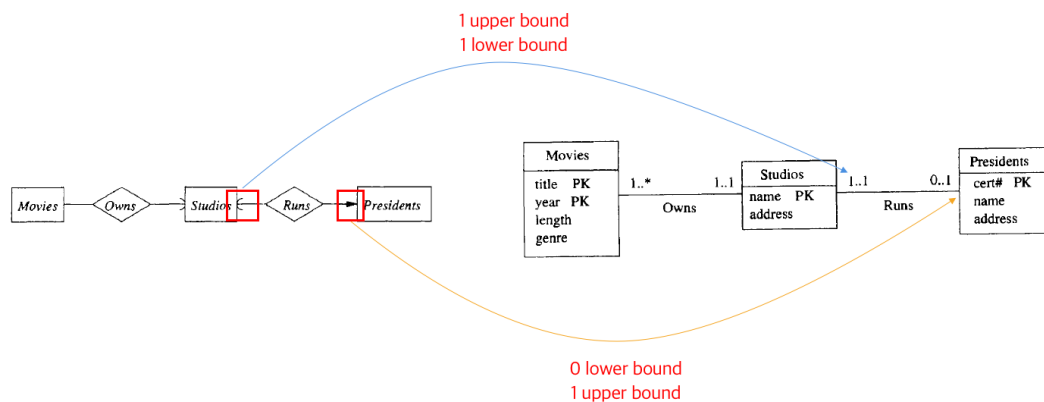 1 upper bound
1 lower bound
Movies
Owns
Studios
Runs
Presidents
Movies
title PK
year PK
length
genre
1..*
1..1
Owns
Studios
name PK
address
1..1
0..1
Runs
Presidents
cert# PK
name
address
0 lower bound
1 upper bound